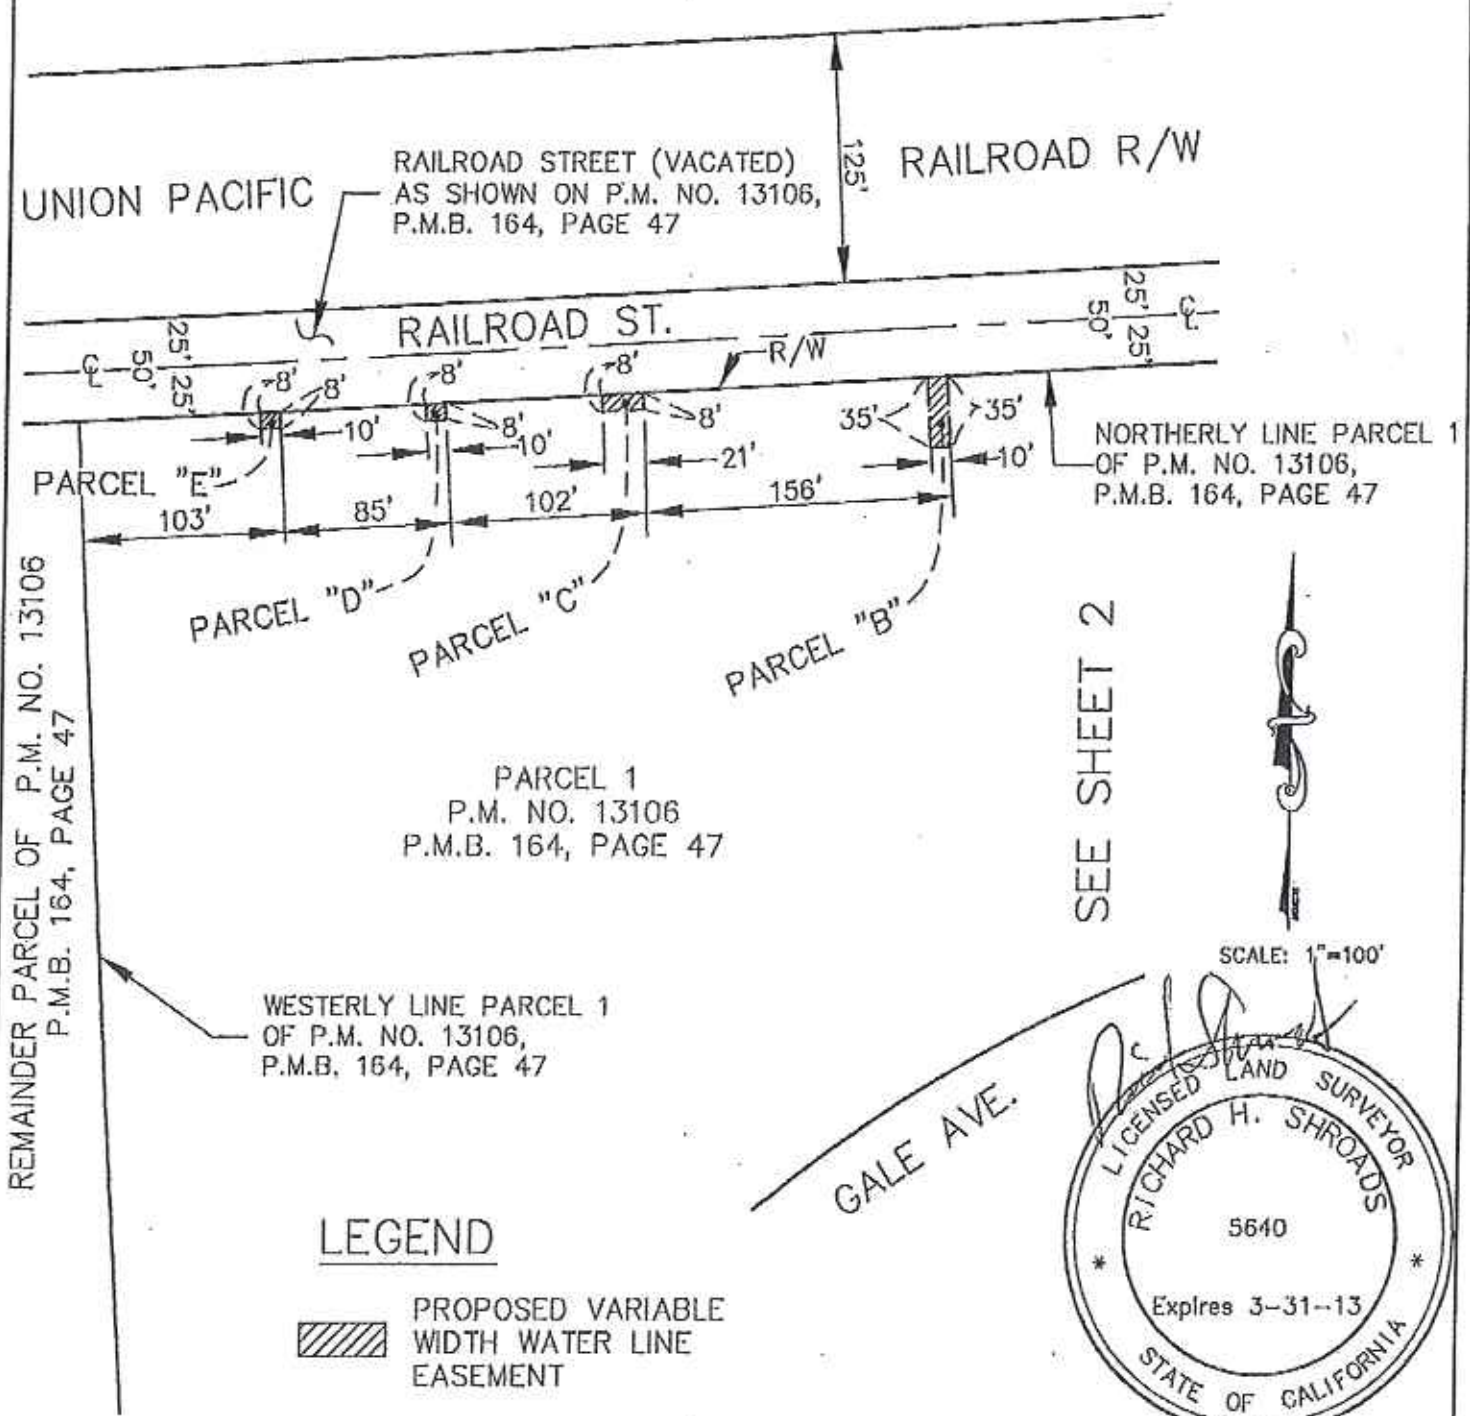 125'
RAILROAD R/W
UNION PACIFIC
RAILROAD STREET (VACATED)
AS SHOWN ON P.M. NO. 13106,
P.M.B. 164, PAGE 47
RAILROAD ST.
25'
50'
25'
℄
25'
50'
25'
℄
R/W
8'
8'
10'
8'
8'
10'
8'
8'
21'
35'
35'
10'
NORTHERLY LINE PARCEL 1
OF P.M. NO. 13106,
P.M.B. 164, PAGE 47
PARCEL "E"
103'
85'
102'
156'
PARCEL "D"
PARCEL "C"
PARCEL "B"
REMAINDER PARCEL OF P.M. NO. 13106
P.M.B. 164, PAGE 47
PARCEL 1
P.M. NO. 13106
P.M.B. 164, PAGE 47
SEE SHEET 2
SCALE: 1"=100'
WESTERLY LINE PARCEL 1
OF P.M. NO. 13106,
P.M.B. 164, PAGE 47
GALE AVE.
LICENSED LAND SURVEYOR
RICHARD H. SHROADS
5640
Expires 3-31-13
* STATE OF CALIFORNIA *
LEGEND
PROPOSED VARIABLE
WIDTH WATER LINE
EASEMENT